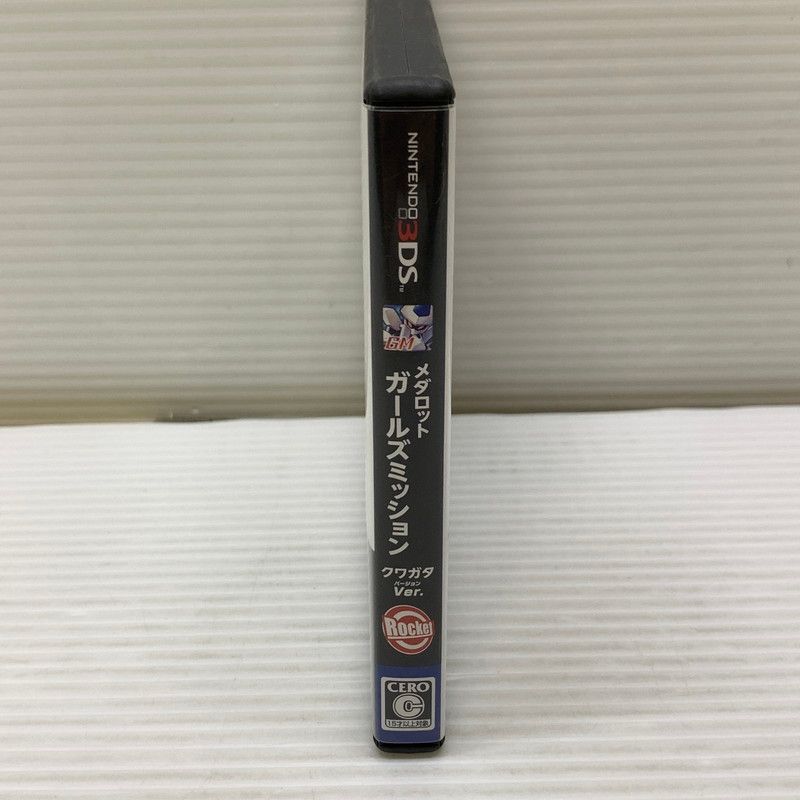 NINTENDO
3DS™
GM
メダロット
ガールズミッション
クワガタ
バージョン
Ver.
Rocket
CERO
C
15才以上対象